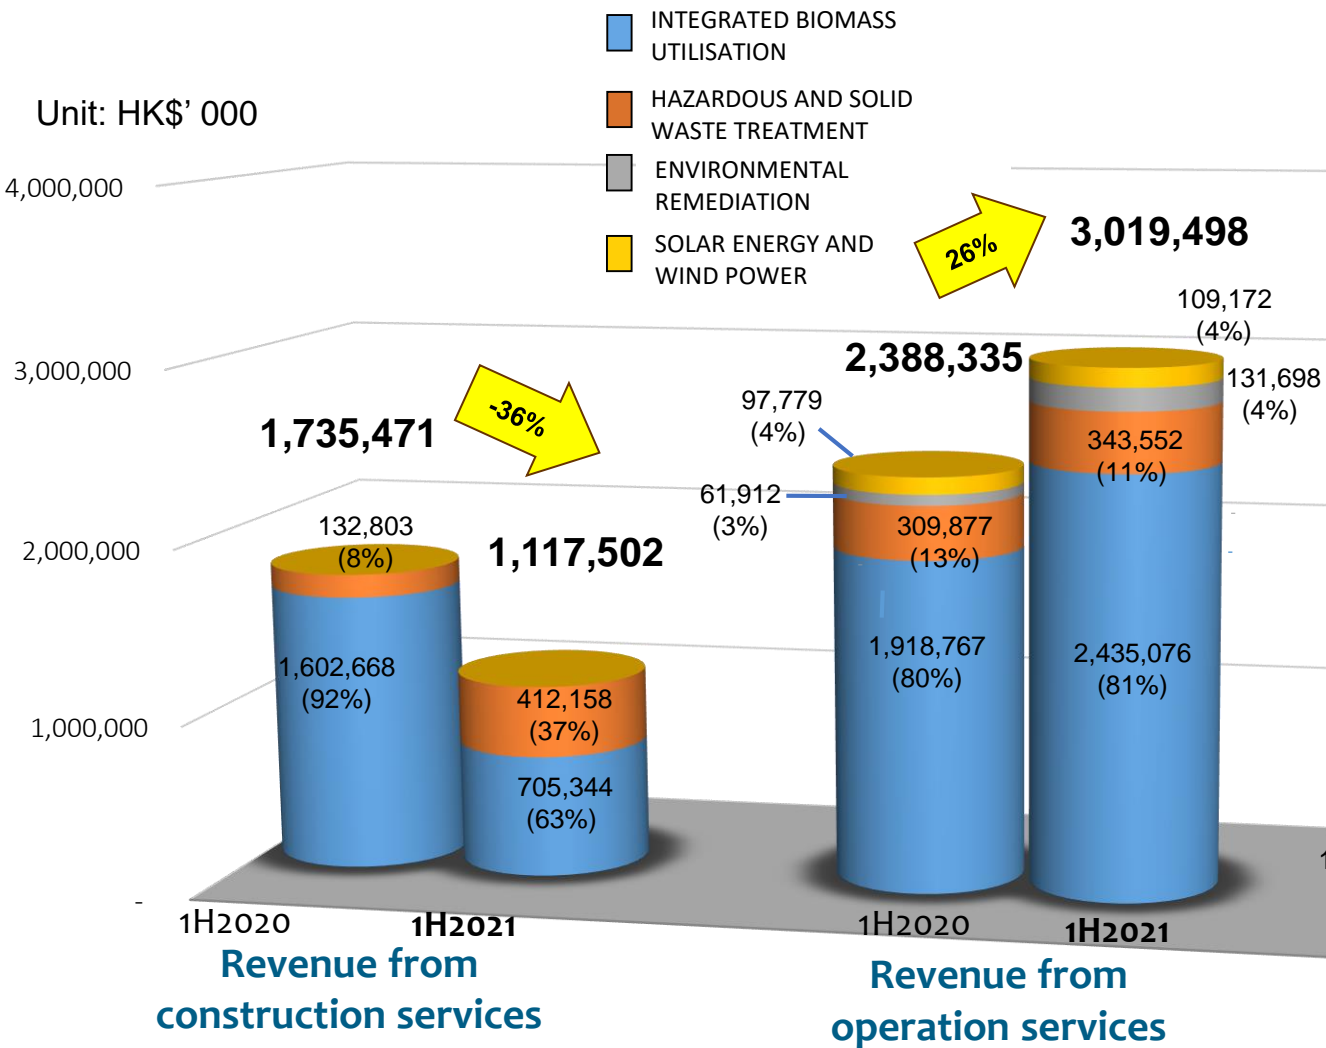 INTEGRATED BIOMASS
UTILISATION
HAZARDOUS AND SOLID
WASTE TREATMENT
ENVIRONMENTAL
REMEDIATION
SOLAR ENERGY AND
WIND POWER
Unit: HK$’ 000
4,000,000
3,000,000
2,000,000
1,000,000
-
1,735,471
-36%
1,117,502
132,803
(8%)
1,602,668
(92%)
412,158
(37%)
705,344
(63%)
26%
2,388,335
3,019,498
97,779
(4%)
61,912
(3%)
309,877
(13%)
1,918,767
(80%)
109,172
(4%)
131,698
(4%)
343,552
(11%)
2,435,076
(81%)
1H2020
1H2021
1H2020
1H2021
Revenue from
construction services
Revenue from
operation services